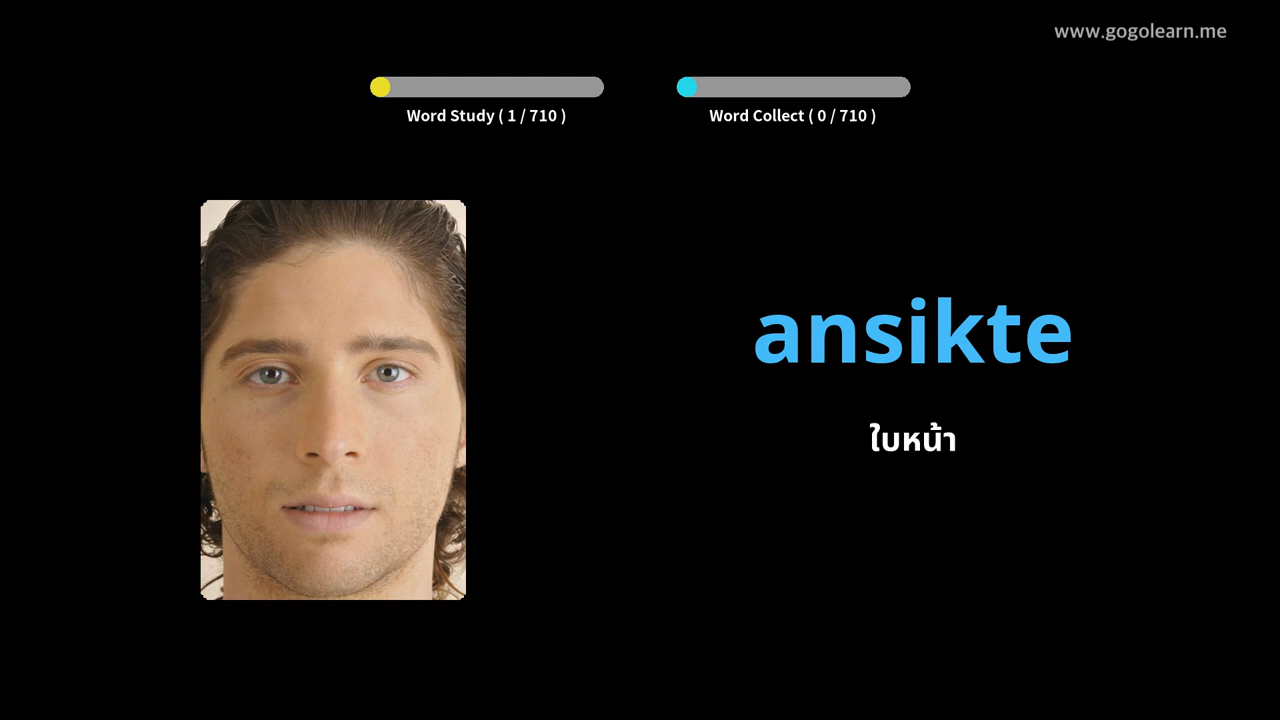 www.gogolearn.me
Word Study ( 1 / 710 )
Word Collect ( 0 / 710 )
ansikte
ใบหน้า